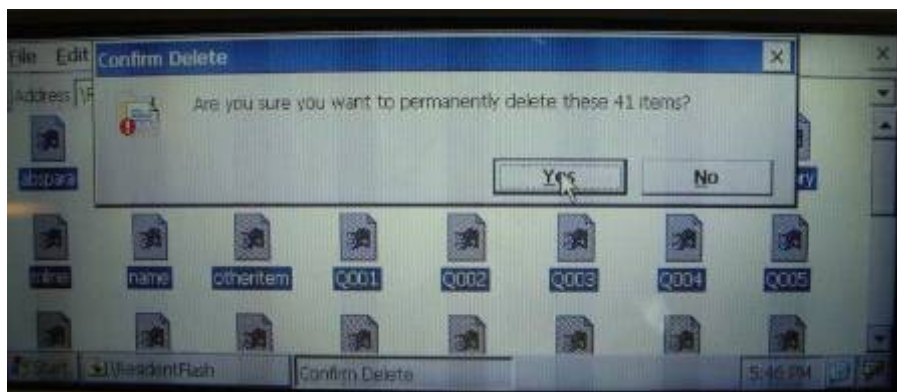 File Edit
Confirm Delete
Address
Are you sure you want to permanently delete these 41 items?
Yes No
name otheritem Q001 Q002 Q003 Q004 Q005
Start \ResidentFlash Confirm Delete 5:46 PM